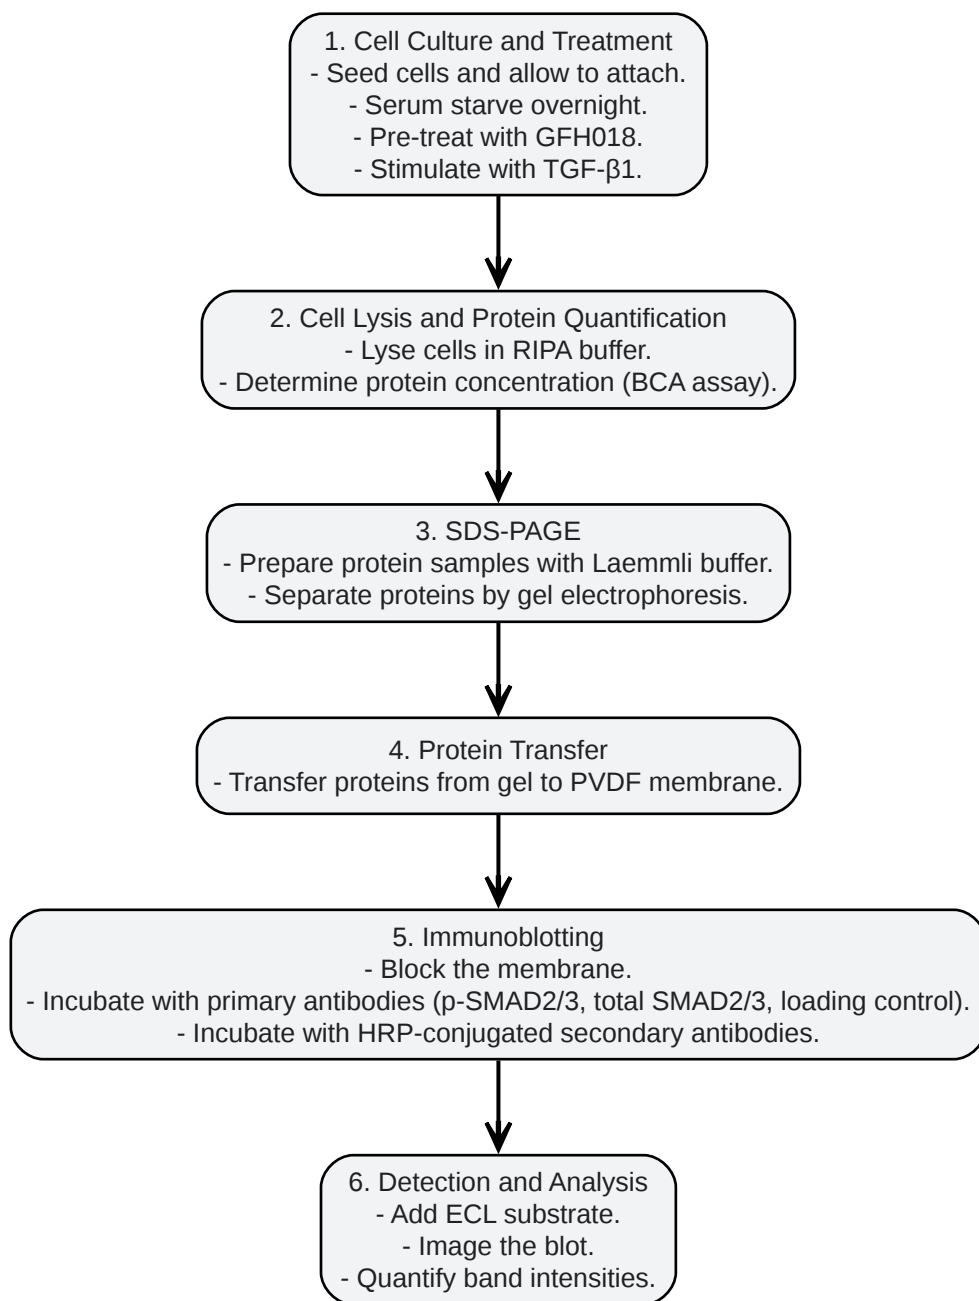 1. Cell Culture and Treatment
- Seed cells and allow to attach.
- Serum starve overnight.
- Pre-treat with GFH018.
- Stimulate with TGF-β1.
2. Cell Lysis and Protein Quantification
- Lyse cells in RIPA buffer.
- Determine protein concentration (BCA assay).
3. SDS-PAGE
- Prepare protein samples with Laemmli buffer.
- Separate proteins by gel electrophoresis.
4. Protein Transfer
- Transfer proteins from gel to PVDF membrane.
5. Immunoblotting
- Block the membrane.
- Incubate with primary antibodies (p-SMAD2/3, total SMAD2/3, loading control).
- Incubate with HRP-conjugated secondary antibodies.
6. Detection and Analysis
- Add ECL substrate.
- Image the blot.
- Quantify band intensities.